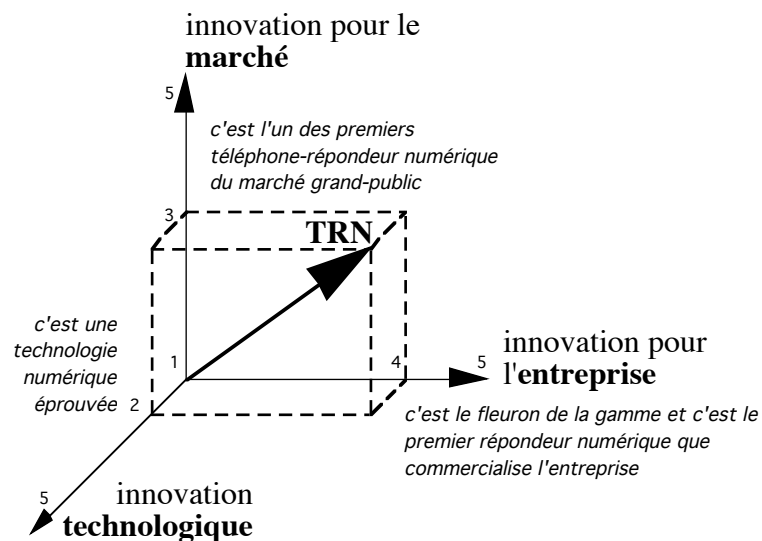 innovation pour le
marché
5
c'est l'un des premiers
téléphone-répondeur numérique
du marché grand-public
3
TRN
c'est une
technologie
numérique
éprouvée
1
2
4
5
innovation pour
l'entreprise
c'est le fleuron de la gamme et c'est le
premier répondeur numérique que
commercialise l'entreprise
5
innovation
technologique